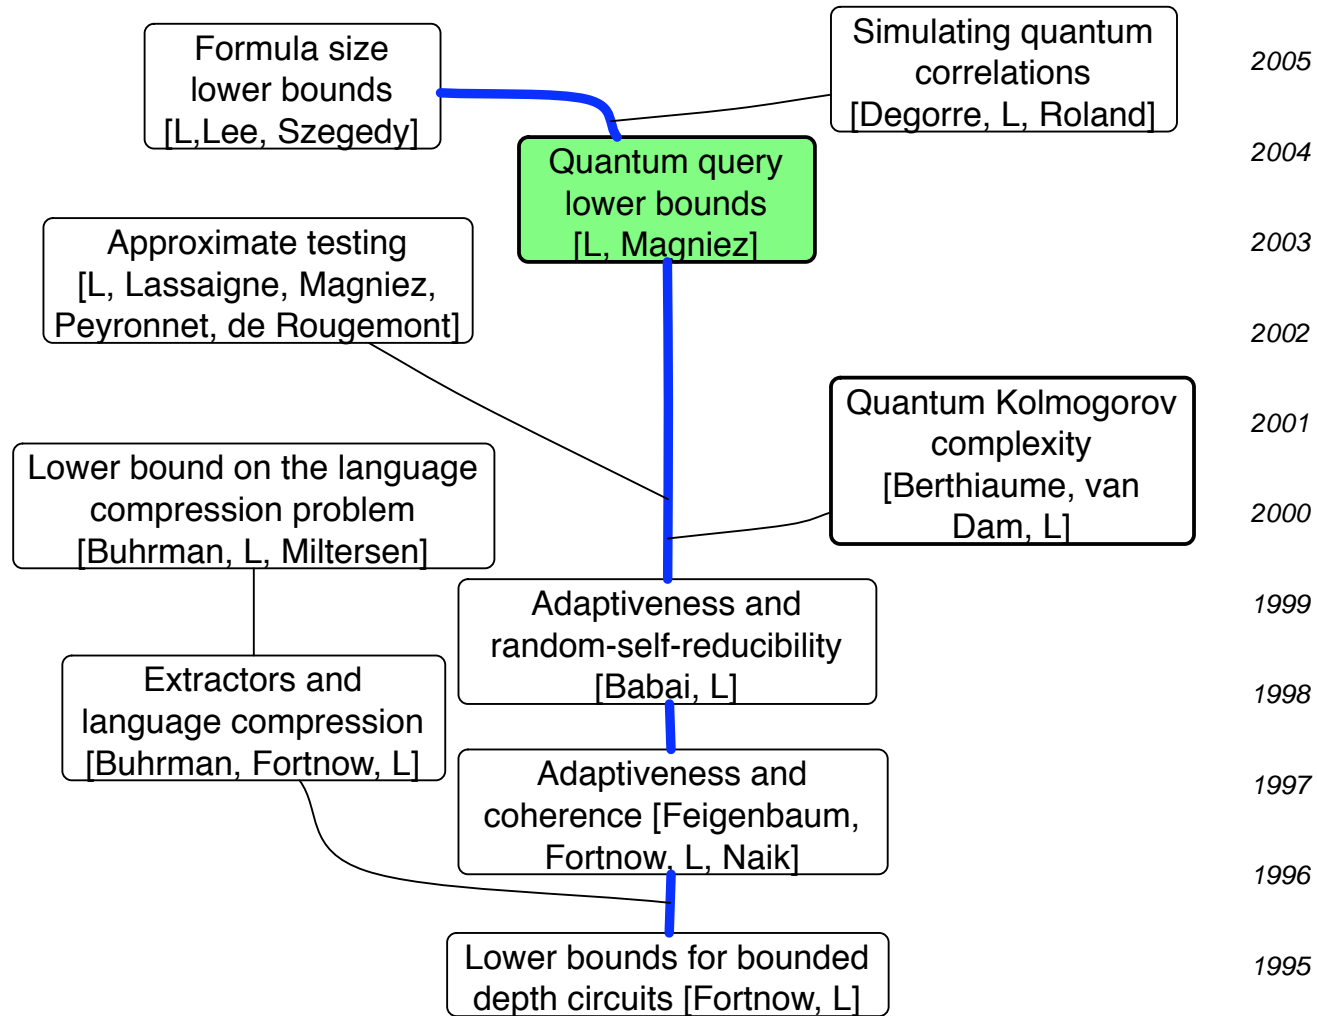 Formula size
lower bounds
[L,Lee, Szegedy]
Simulating quantum
correlations
[Degorre, L, Roland]
2005
Quantum query
lower bounds
[L, Magniez]
2004
Approximate testing
[L, Lassaigne, Magniez,
Peyronnet, de Rougemont]
2003
2002
Quantum Kolmogorov
complexity
[Berthiaume, van
Dam, L]
2001
Lower bound on the language
compression problem
[Buhrman, L, Miltersen]
2000
Adaptiveness and
random-self-reducibility
[Babai, L]
1999
Extractors and
language compression
[Buhrman, Fortnow, L]
1998
Adaptiveness and
coherence [Feigenbaum,
Fortnow, L, Naik]
1997
1996
Lower bounds for bounded
depth circuits [Fortnow, L]
1995